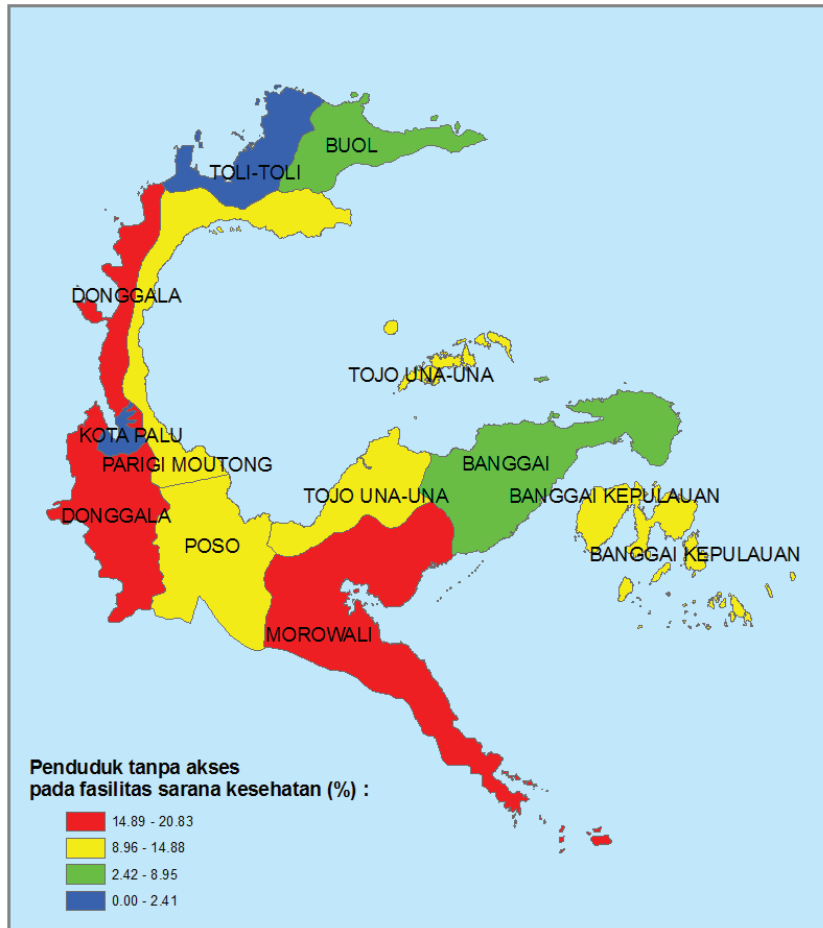 BUOL
TOLI-TOLI
DONGGALA
TOJO UNA-UNA
KOTA PALU
PARIGI MOUTONG
BANGGAI
TOJO UNA-UNA
BANGGAI KEPULAUAN
DONGGALA
POSO
BANGGAI KEPULAUAN
MOROWALI
Penduduk tanpa akses
pada fasilitas sarana kesehatan (%) :
14.89 - 20.83
8.96 - 14.88
2.42 - 8.95
0.00 - 2.41